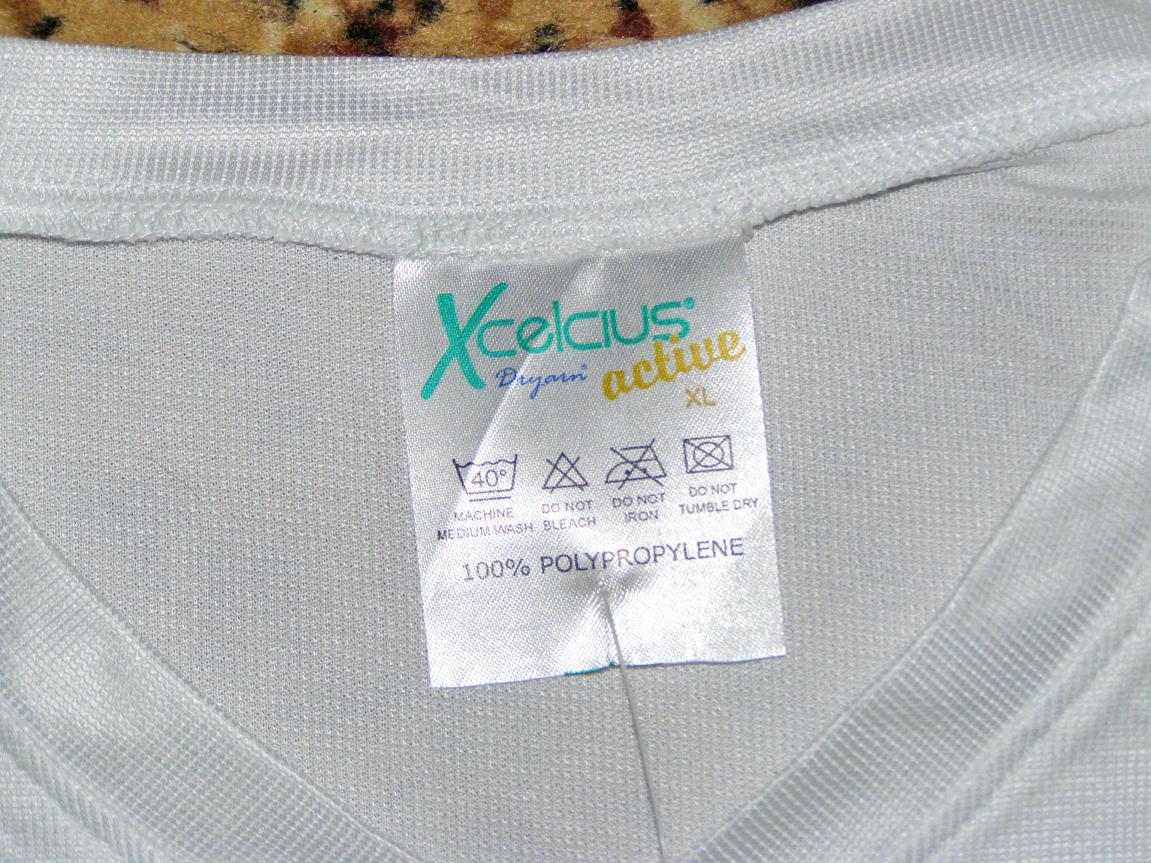 Xcelcius®
Dryarn® active
XL
40°
MACHINE MEDIUM WASH
DO NOT BLEACH
DO NOT IRON
DO NOT TUMBLE DRY
100% POLYPROPYLENE